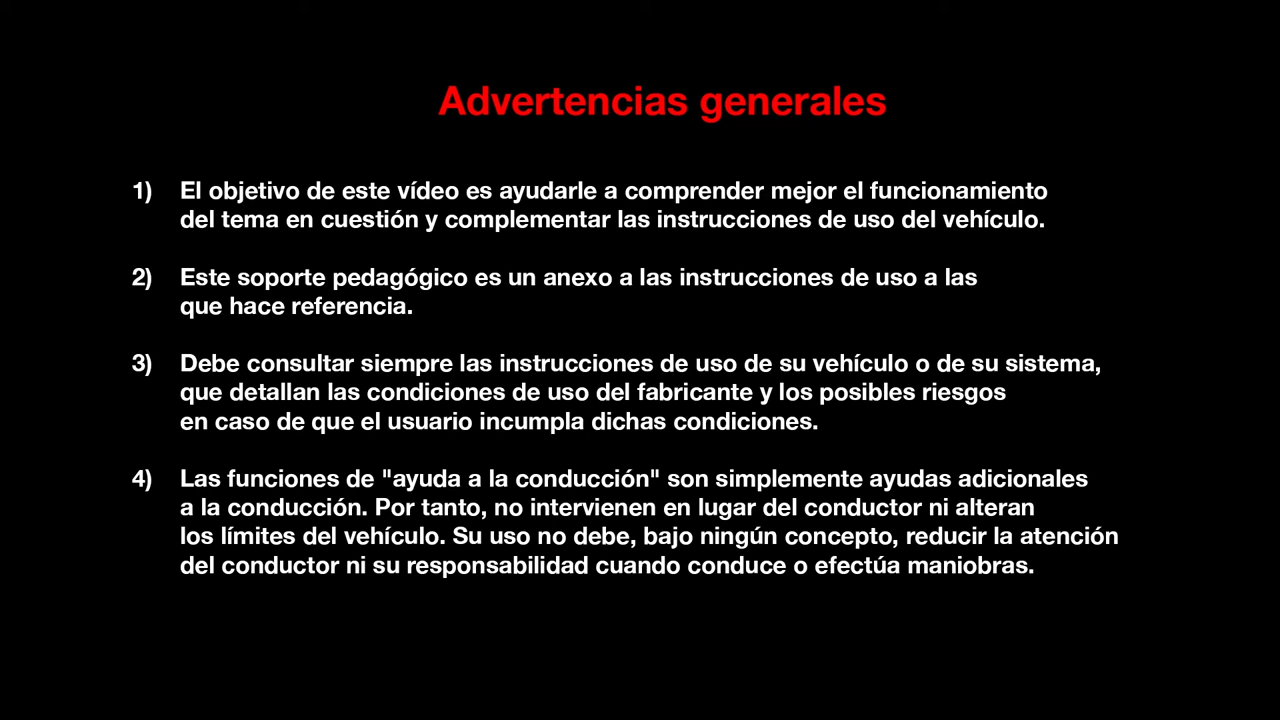 Advertencias generales
1) El objetivo de este vídeo es ayudarle a comprender mejor el funcionamiento
del tema en cuestión y complementar las instrucciones de uso del vehículo.
2) Este soporte pedagógico es un anexo a las instrucciones de uso a las
que hace referencia.
3) Debe consultar siempre las instrucciones de uso de su vehículo o de su sistema,
que detallan las condiciones de uso del fabricante y los posibles riesgos
en caso de que el usuario incumpla dichas condiciones.
4) Las funciones de "ayuda a la conducción" son simplemente ayudas adicionales
a la conducción. Por tanto, no intervienen en lugar del conductor ni alteran
los límites del vehículo. Su uso no debe, bajo ningún concepto, reducir la atención
del conductor ni su responsabilidad cuando conduce o efectúa maniobras.